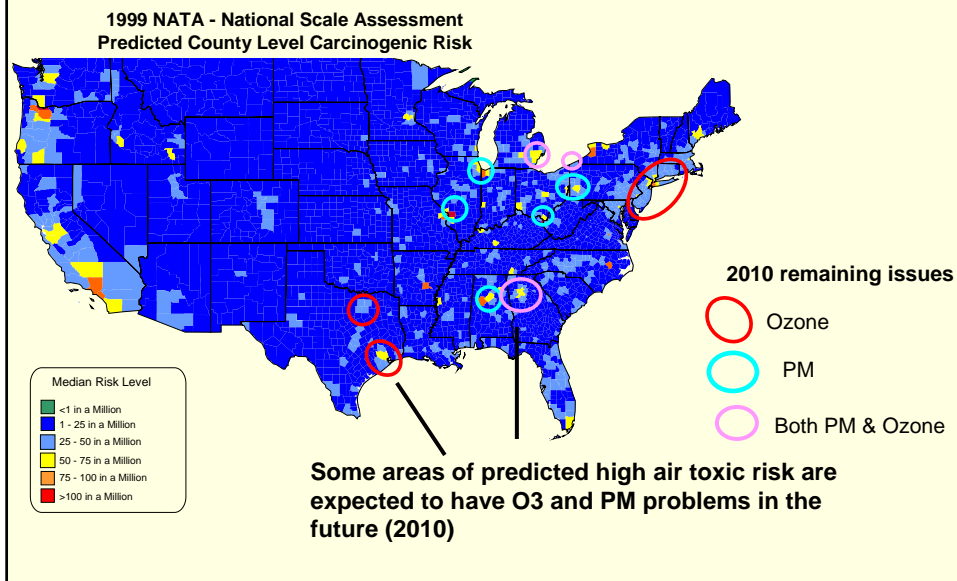 1999 NATA - National Scale Assessment
Predicted County Level Carcinogenic Risk
2010 remaining issues
Ozone
PM
Both PM & Ozone
Median Risk Level
<1 in a Million
1 - 25 in a Million
25 - 50 in a Million
50 - 75 in a Million
75 - 100 in a Million
>100 in a Million
Some areas of predicted high air toxic risk are
expected to have O3 and PM problems in the
future (2010)